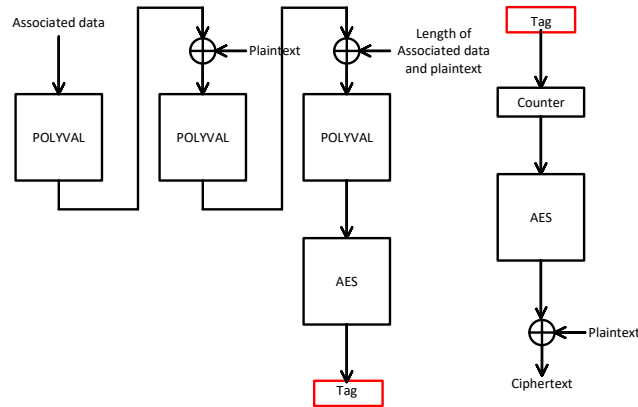 Associated data
Plaintext
Length of
Associated data
and plaintext
POLYVAL
POLYVAL
POLYVAL
AES
Tag
Tag
Counter
AES
Plaintext
Ciphertext